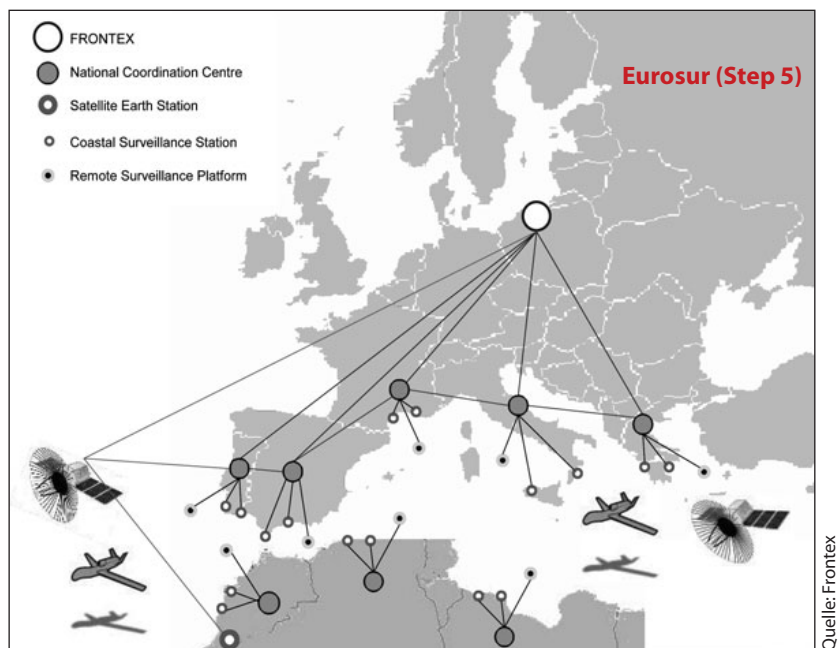 FRONTEX
National Coordination Centre
Satellite Earth Station
Coastal Surveillance Station
Remote Surveillance Platform
Eurosur (Step 5)
Quelle: Frontex